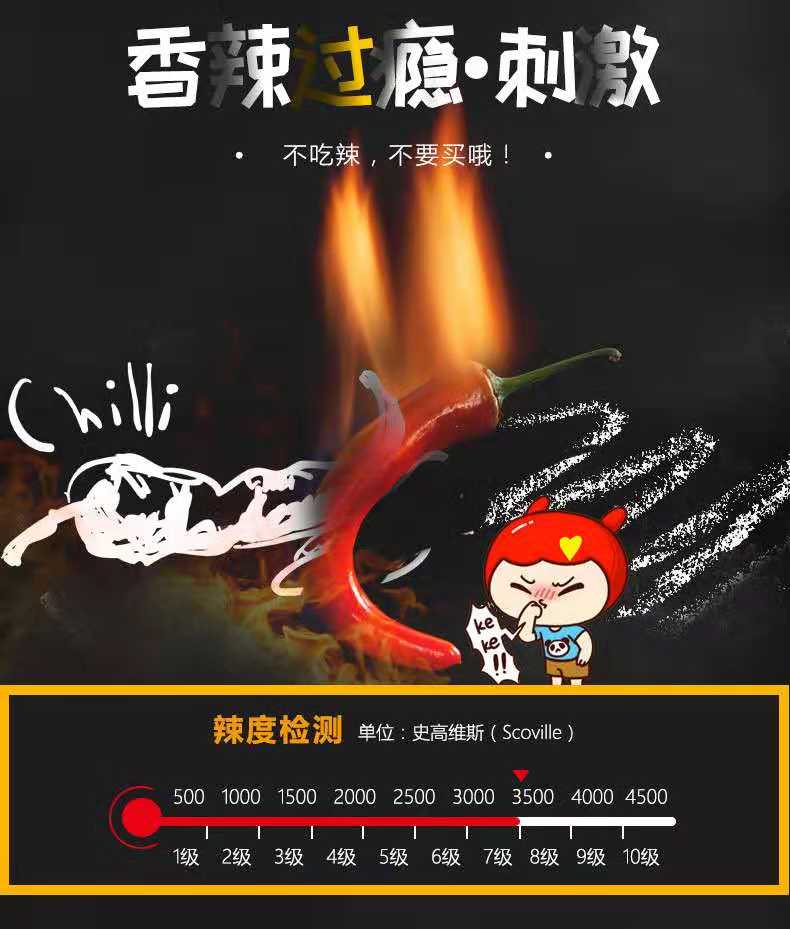 香辣过瘾·刺激
· 不吃辣，不要买哦！ ·
Chilli
ke
ke
!!
辣度检测 单位：史高维斯（Scoville）
500 1000 1500 2000 2500 3000 3500 4000 4500
1级 2级 3级 4级 5级 6级 7级 8级 9级 10级